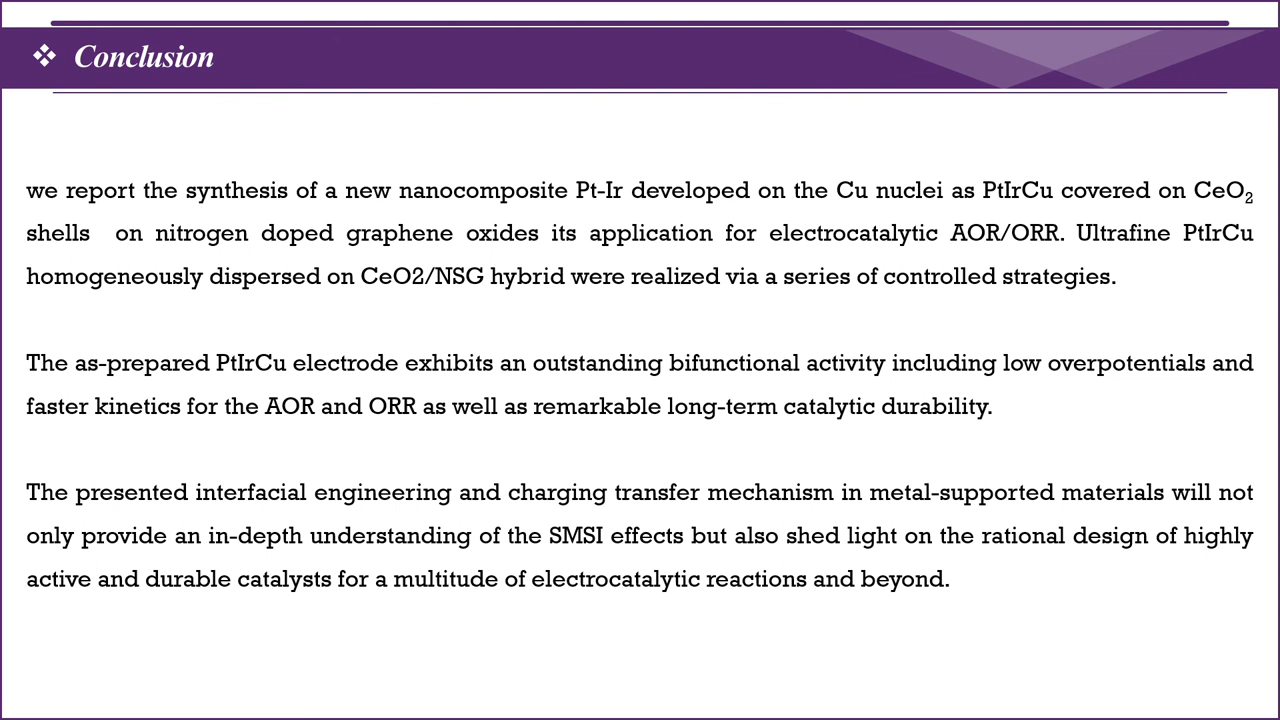 ❖ Conclusion
we report the synthesis of a new nanocomposite Pt-Ir developed on the Cu nuclei as PtIrCu covered on CeO₂
shells on nitrogen doped graphene oxides its application for electrocatalytic AOR/ORR. Ultrafine PtIrCu
homogeneously dispersed on CeO2/NSG hybrid were realized via a series of controlled strategies.
The as-prepared PtIrCu electrode exhibits an outstanding bifunctional activity including low overpotentials and
faster kinetics for the AOR and ORR as well as remarkable long-term catalytic durability.
The presented interfacial engineering and charging transfer mechanism in metal-supported materials will not
only provide an in-depth understanding of the SMSI effects but also shed light on the rational design of highly
active and durable catalysts for a multitude of electrocatalytic reactions and beyond.